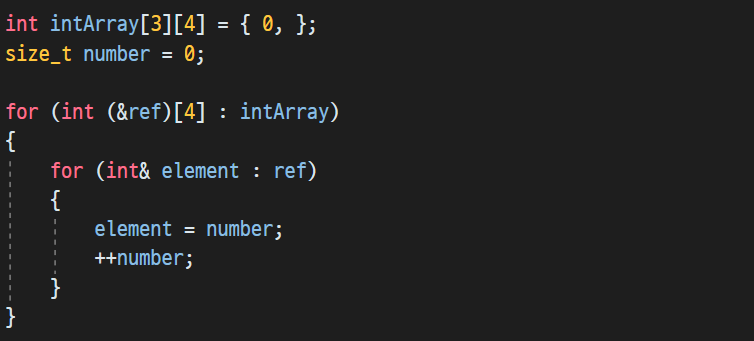 int intArray[3][4] = { 0, };
size_t number = 0;
for (int (&ref)[4] : intArray)
{
for (int& element : ref)
{
element = number;
++number;
}
}